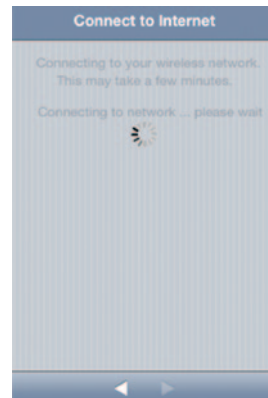 Connect to Internet
Connecting to your wireless network.
This may take a few minutes.
Connecting to network ... please wait